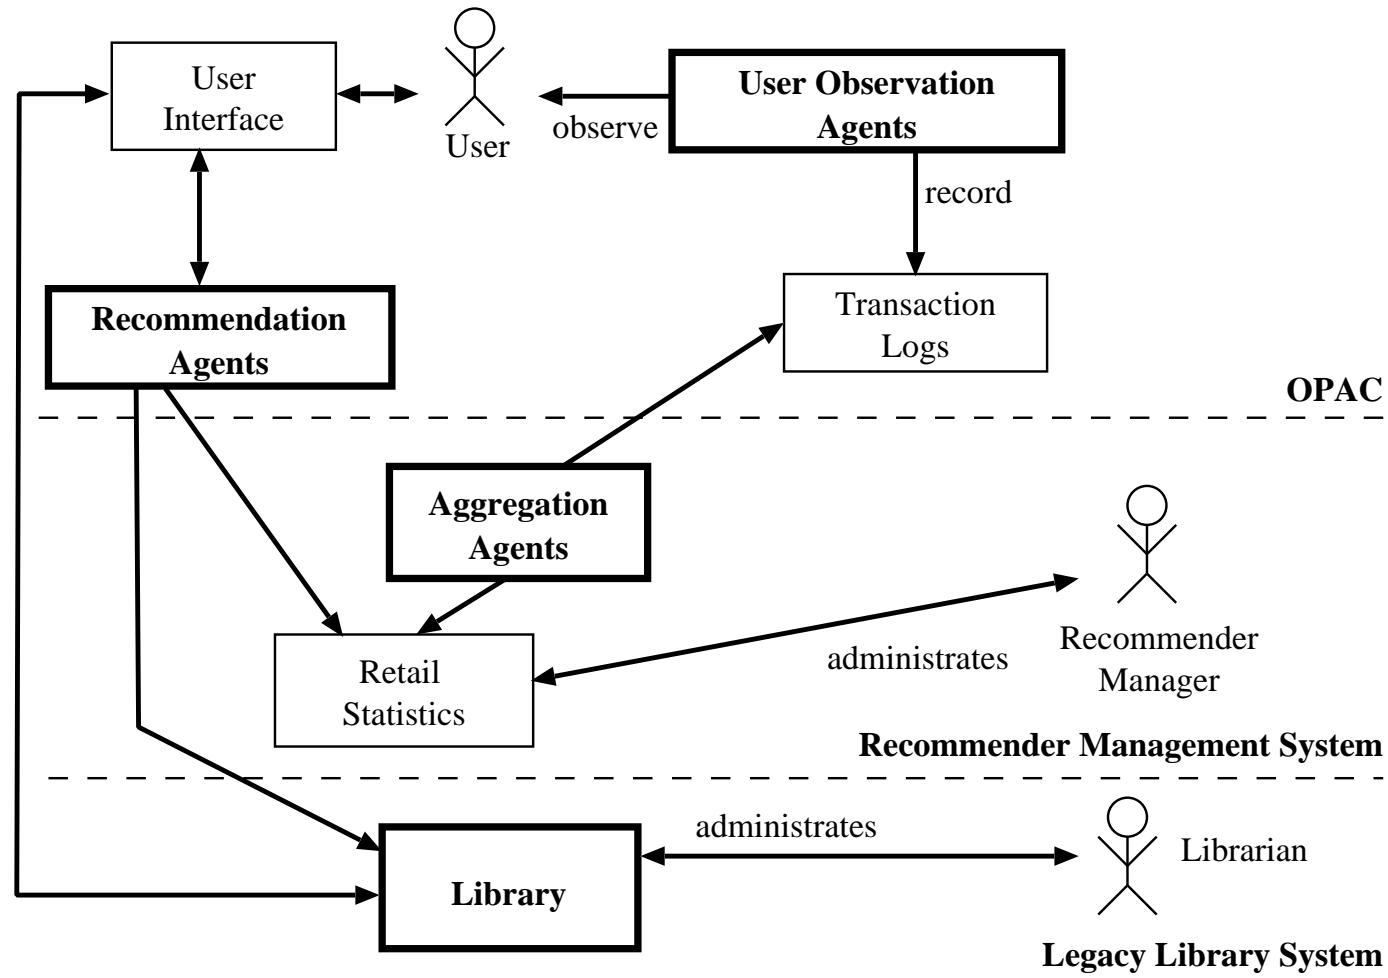 User
Interface
User
observe
User Observation
Agents
record
Recommendation
Agents
Transaction
Logs
OPAC
Aggregation
Agents
Retail
Statistics
administrates
Recommender
Manager
Recommender Management System
Library
administrates
Librarian
Legacy Library System